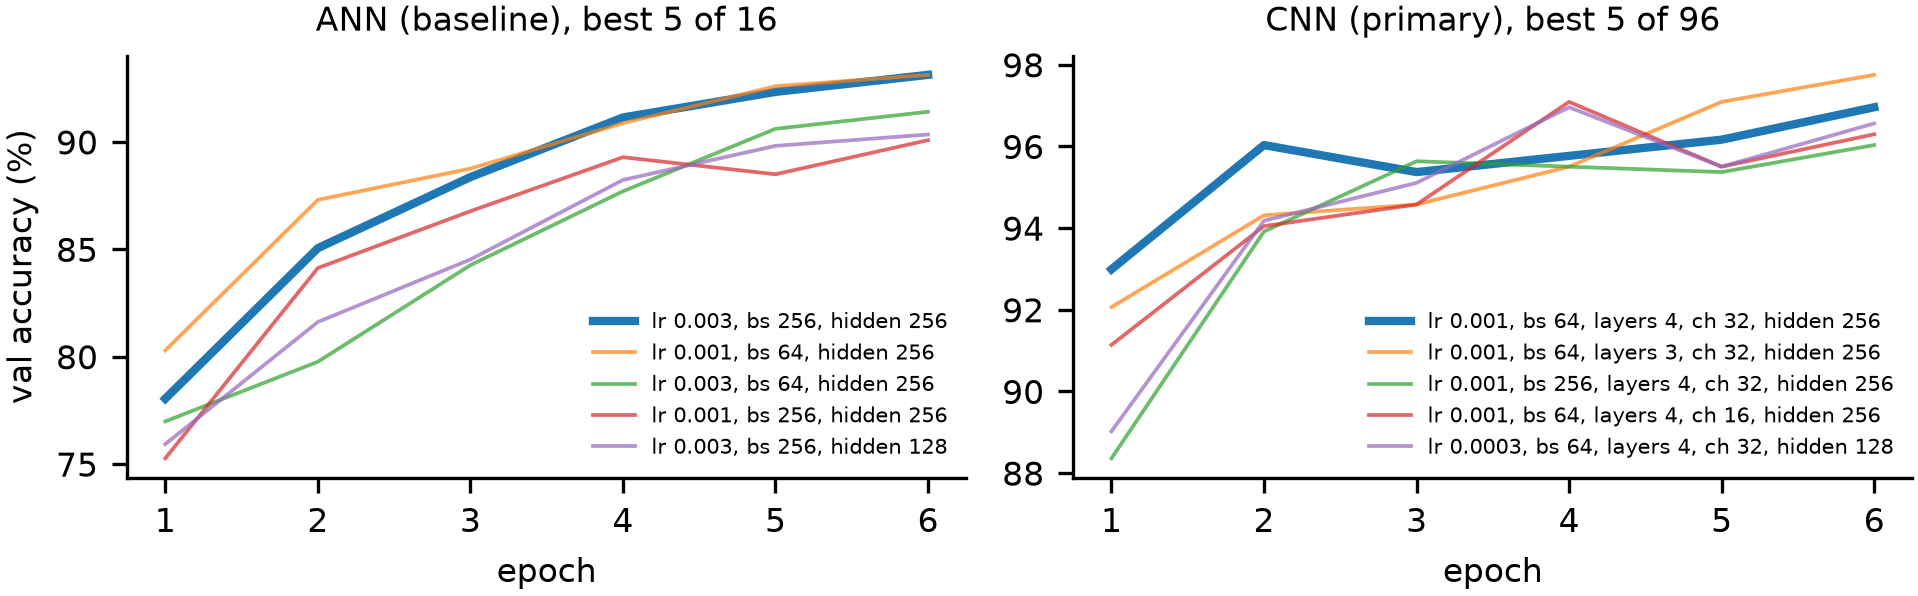 ANN (baseline), best 5 of 16
val accuracy (%)
90
85
80
75
lr 0.003, bs 256, hidden 256
lr 0.001, bs 64, hidden 256
lr 0.003, bs 64, hidden 256
lr 0.001, bs 256, hidden 256
lr 0.003, bs 256, hidden 128
1 2 3 4 5 6
epoch
CNN (primary), best 5 of 96
98
96
94
92
90
88
lr 0.001, bs 64, layers 4, ch 32, hidden 256
lr 0.001, bs 64, layers 3, ch 32, hidden 256
lr 0.001, bs 256, layers 4, ch 32, hidden 256
lr 0.001, bs 64, layers 4, ch 16, hidden 256
lr 0.0003, bs 64, layers 4, ch 32, hidden 128
1 2 3 4 5 6
epoch